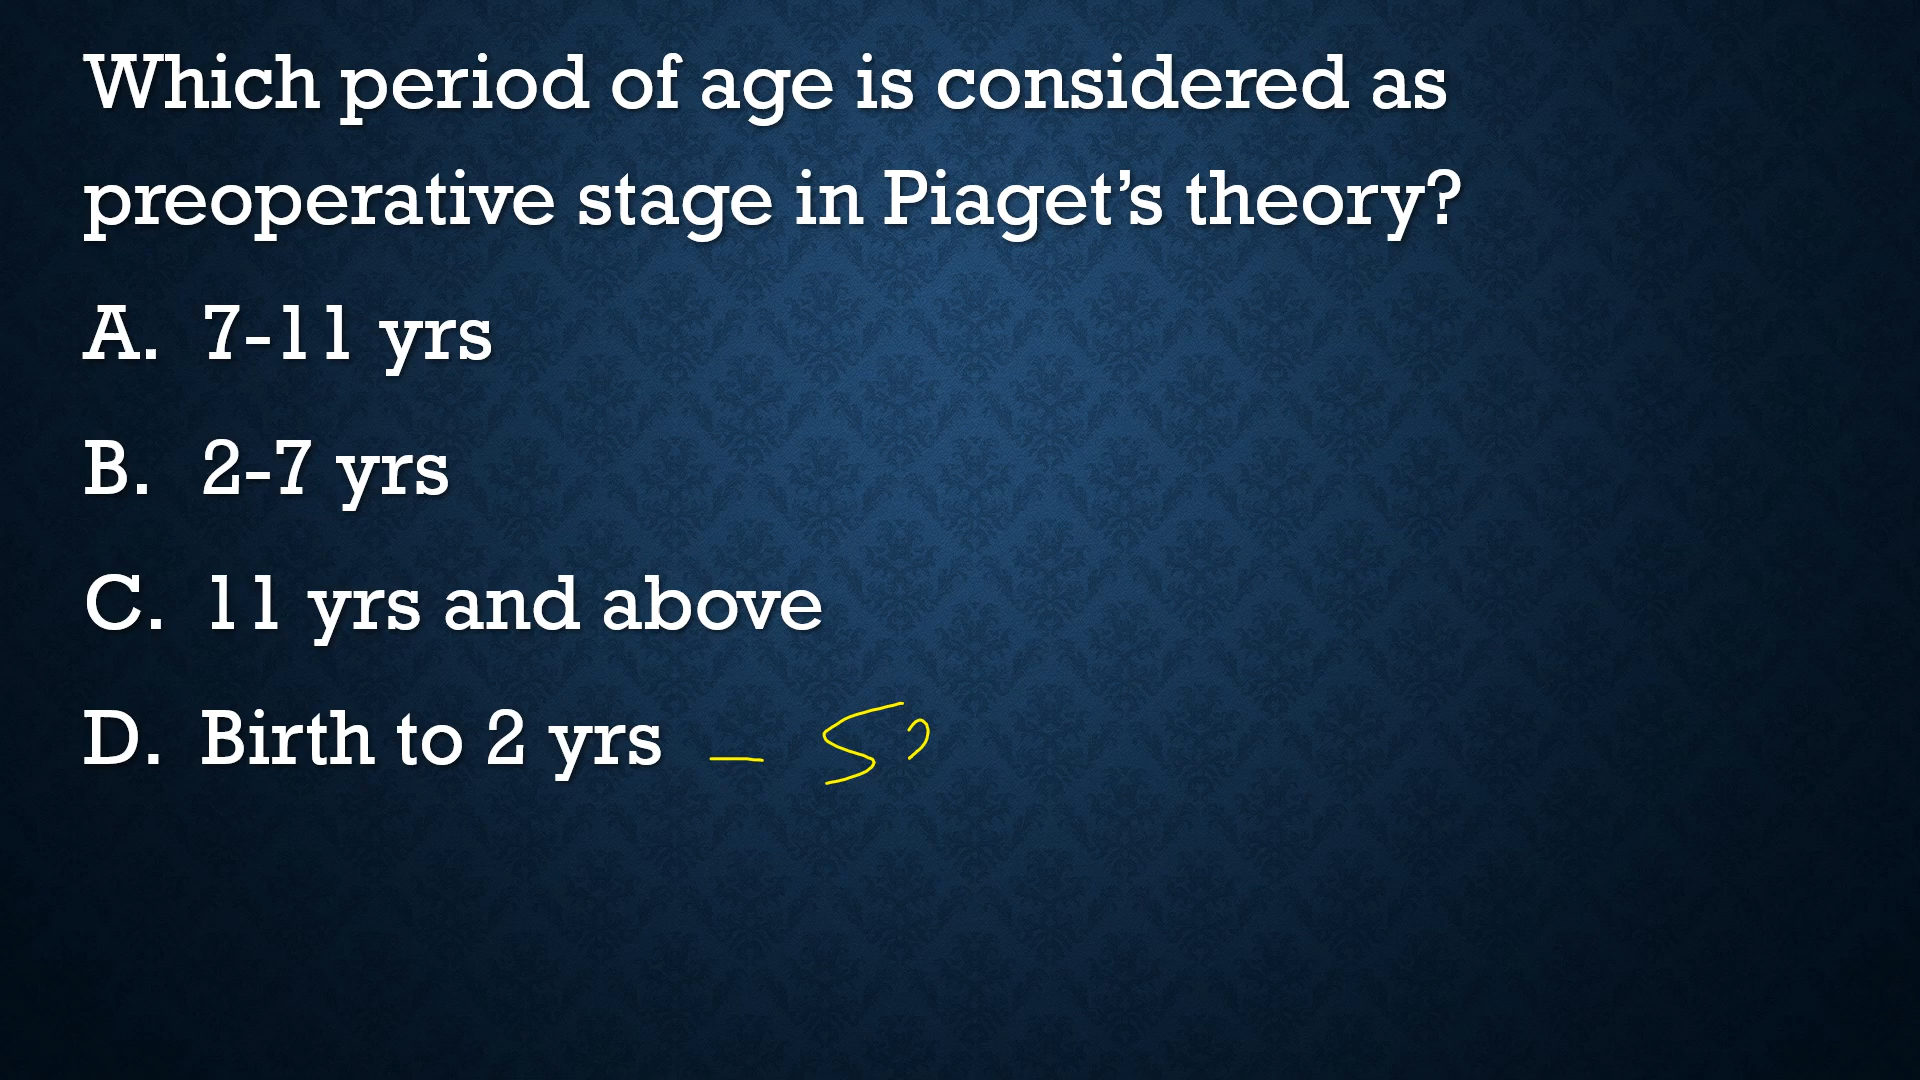 Which period of age is considered as
preoperative stage in Piaget’s theory?
A. 7-11 yrs
B. 2-7 yrs
C. 11 yrs and above
D. Birth to 2 yrs –